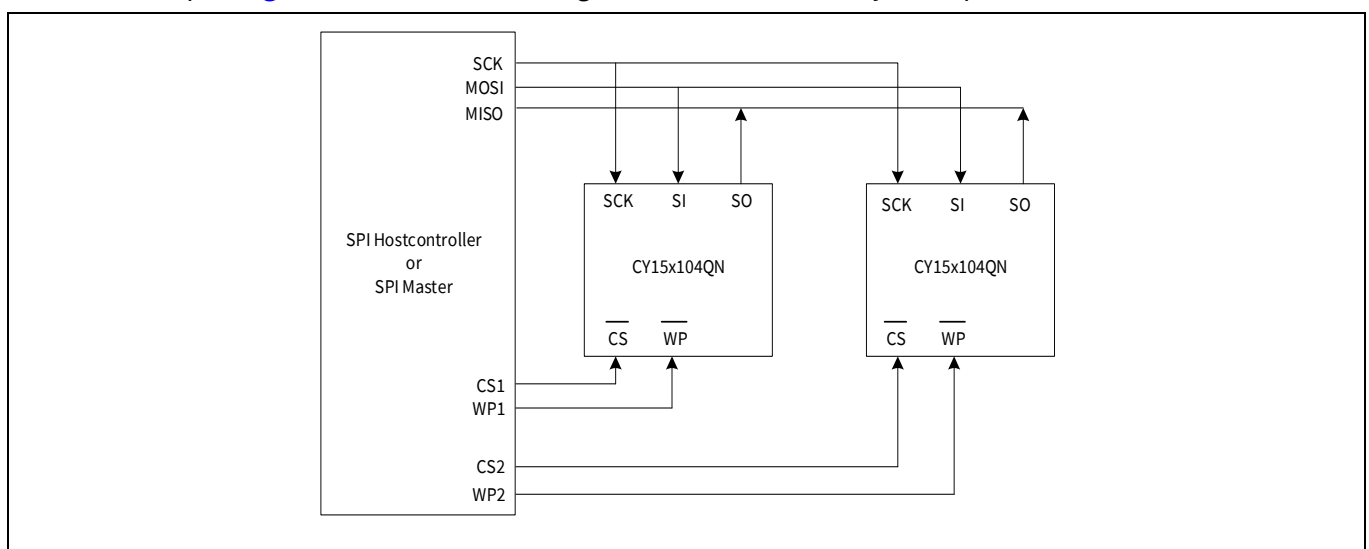 SCK
MOSI
MISO
SCK SI SO
SCK SI SO
SPI Hostcontroller
or
SPI Master
CY15x104QN
CY15x104QN
CS WP
CS WP
CS1
WP1
CS2
WP2